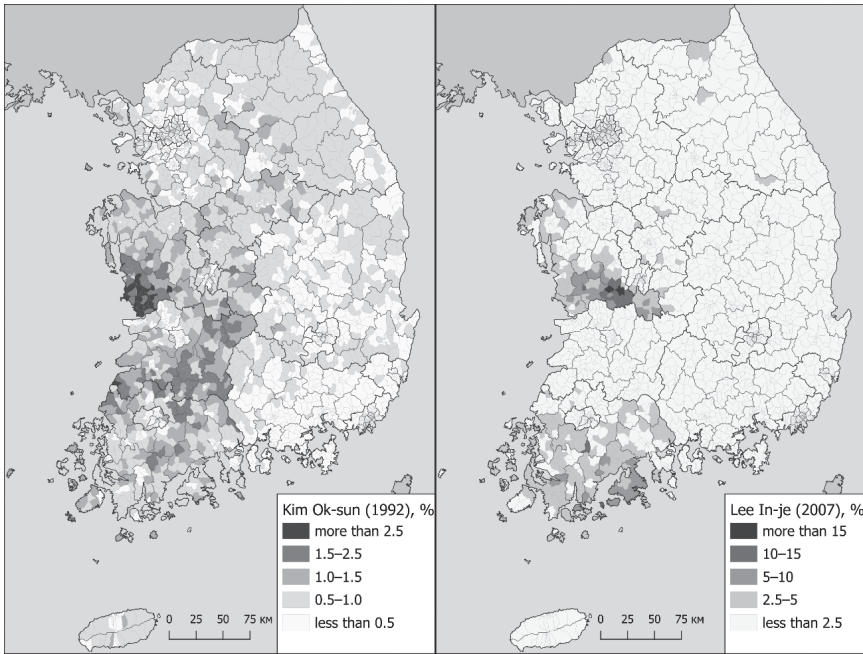 Kim Ok-sun (1992), %
more than 2.5
1.5–2.5
1.0–1.5
0.5–1.0
less than 0.5
0 25 50 75 КМ
Lee In-je (2007), %
more than 15
10–15
5–10
2.5–5
less than 2.5
0 25 50 75 КМ